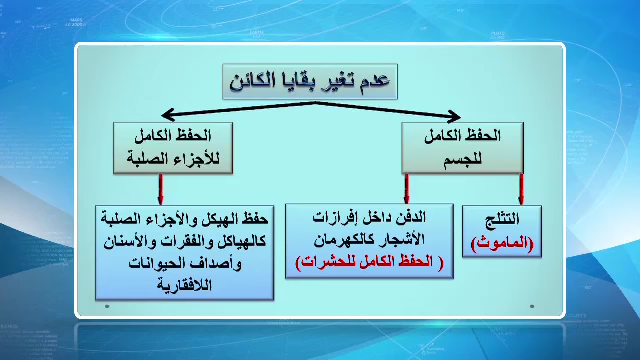 عدم تغير بقايا الكائن
الحفظ الكامل
للجسم
الحفظ الكامل
للأجزاء الصلبة
التثلج
(الماموث)
الدفن داخل إفرازات
الأشجار كالكهرمان
( الحفظ الكامل للحشرات)
حفظ الهيكل والأجزاء الصلبة
كالهياكل والفقرات والأسنان
وأصداف الحيوانات
اللافقارية